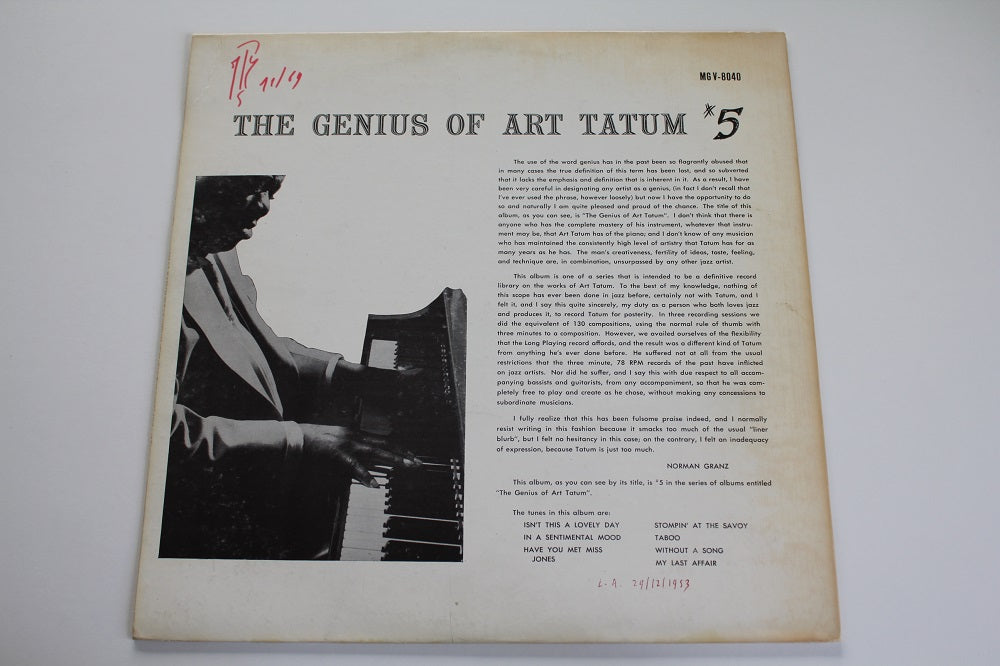 11/69
MG V-8040
THE GENIUS OF ART TATUM *5
The use of the word genius has in the past been so flagrantly abused that
in many cases the true definition of this term has been lost, and so subverted
that it lacks the emphasis and definition that is inherent in it. As a result, I have
been very careful in designating any artist as a genius, (in fact I don't recall that
I've ever used the phrase, however loosely) but now I have the opportunity to do
so and naturally I am quite pleased and proud of the chance. The title of this
album, as you can see, is "The Genius of Art Tatum". I don't think that there is
anyone who has the complete mastery of his instrument, whatever that instru-
ment may be, that Art Tatum has of the piano; and I don't know of any musician
who has maintained the consistently high level of artistry that Tatum has for as
many years as he has. The man's creativeness, fertility of ideas, taste, feeling,
and technique are, in combination, unsurpassed by any other jazz artist.
This album is one of a series that is intended to be a definitive record
library on the works of Art Tatum. To the best of my knowledge, nothing of
this scope has ever been done in jazz before, certainly not with Tatum, and I
felt it, and I say this quite sincerely, my duty as a person who both loves jazz
and produces it, to record Tatum for posterity. In three recording sessions we
did the equivalent of 130 compositions, using the normal rule of thumb with
three minutes to a composition. However, we availed ourselves of the flexibility
that the Long Playing record affords, and the result was a different kind of Tatum
from anything he's ever done before. He suffered not at all from the usual
restrictions that the three minute, 78 RPM records of the past have inflicted
on jazz artists. Nor did he suffer, and I say this with due respect to all accom-
panying bassists and guitarists, from any accompaniment, so that he was com-
pletely free to play and create as he chose, without making any concessions to
subordinate musicians.
I fully realize that this has been fulsome praise indeed, and I normally
resist writing in this fashion because it smacks too much of the usual "liner
blurb", but I felt no hesitancy in this case; on the contrary, I felt an inadequacy
of expression, because Tatum is just too much.
NORMAN GRANZ
This album, as you can see by its title, is *5 in the series of albums entitled
"The Genius of Art Tatum".
The tunes in this album are:
ISN'T THIS A LOVELY DAY
IN A SENTIMENTAL MOOD
HAVE YOU MET MISS
JONES
STOMPIN' AT THE SAVOY
TABOO
WITHOUT A SONG
MY LAST AFFAIR
L.A. 29/12/1953